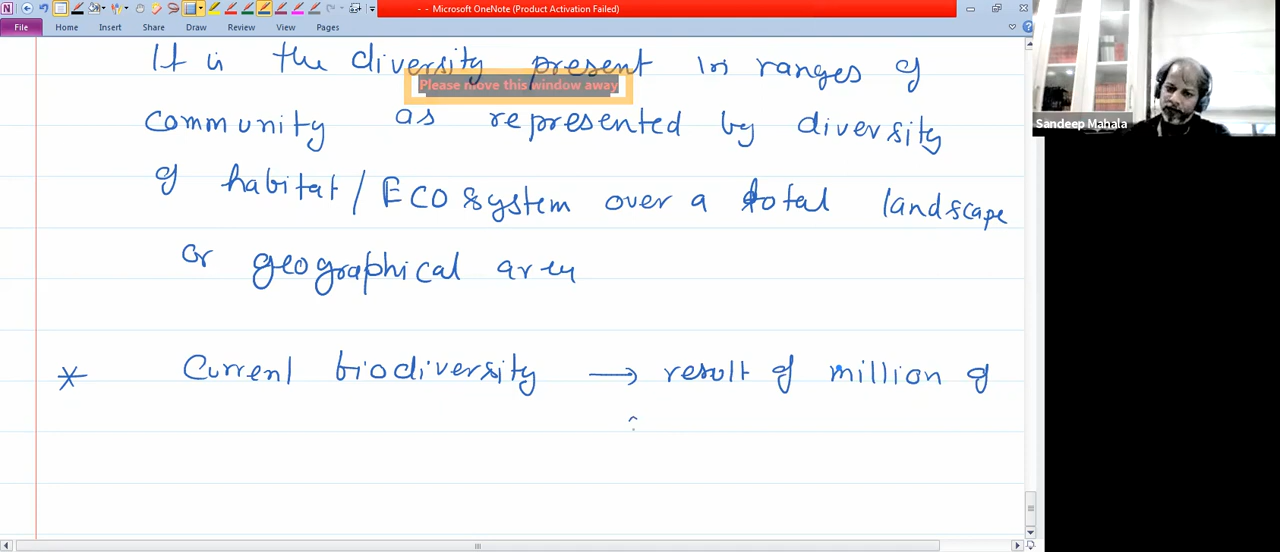 - - Microsoft OneNote (Product Activation Failed)
File Home Insert Share Draw Review View Pages
It is the diversity present in ranges of
Please move this window away
community as represented by diversity
of habitat / ECO system over a total landscape
or geographical area
* Current biodiversity → result of million of
Sandeep Mahala